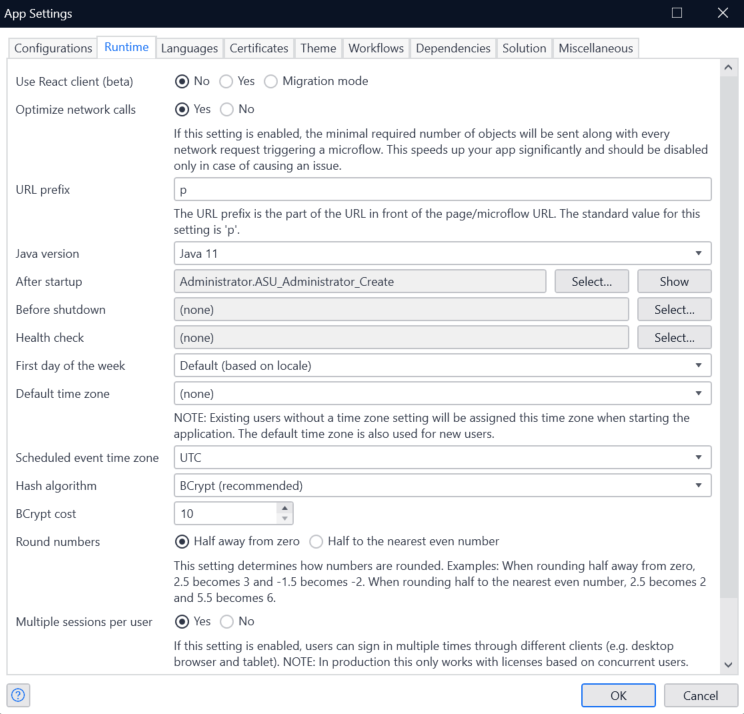 App Settings
Configurations Runtime Languages Certificates Theme Workflows Dependencies Solution Miscellaneous
Use React client (beta) No Yes Migration mode
Optimize network calls Yes No
If this setting is enabled, the minimal required number of objects will be sent along with every
network request triggering a microflow. This speeds up your app significantly and should be disabled
only in case of causing an issue.
URL prefix p
The URL prefix is the part of the URL in front of the page/microflow URL. The standard value for this
setting is 'p'.
Java version Java 11
After startup Administrator.ASU_Administrator_Create Select... Show
Before shutdown (none) Select...
Health check (none) Select...
First day of the week Default (based on locale)
Default time zone (none)
NOTE: Existing users without a time zone setting will be assigned this time zone when starting the
application. The default time zone is also used for new users.
Scheduled event time zone UTC
Hash algorithm BCrypt (recommended)
BCrypt cost 10
Round numbers Half away from zero Half to the nearest even number
This setting determines how numbers are rounded. Examples: When rounding half away from zero,
2.5 becomes 3 and -1.5 becomes -2. When rounding half to the nearest even number, 2.5 becomes 2
and 5.5 becomes 6.
Multiple sessions per user Yes No
If this setting is enabled, users can sign in multiple times through different clients (e.g. desktop
browser and tablet). NOTE: In production this only works with licenses based on concurrent users.
? OK Cancel